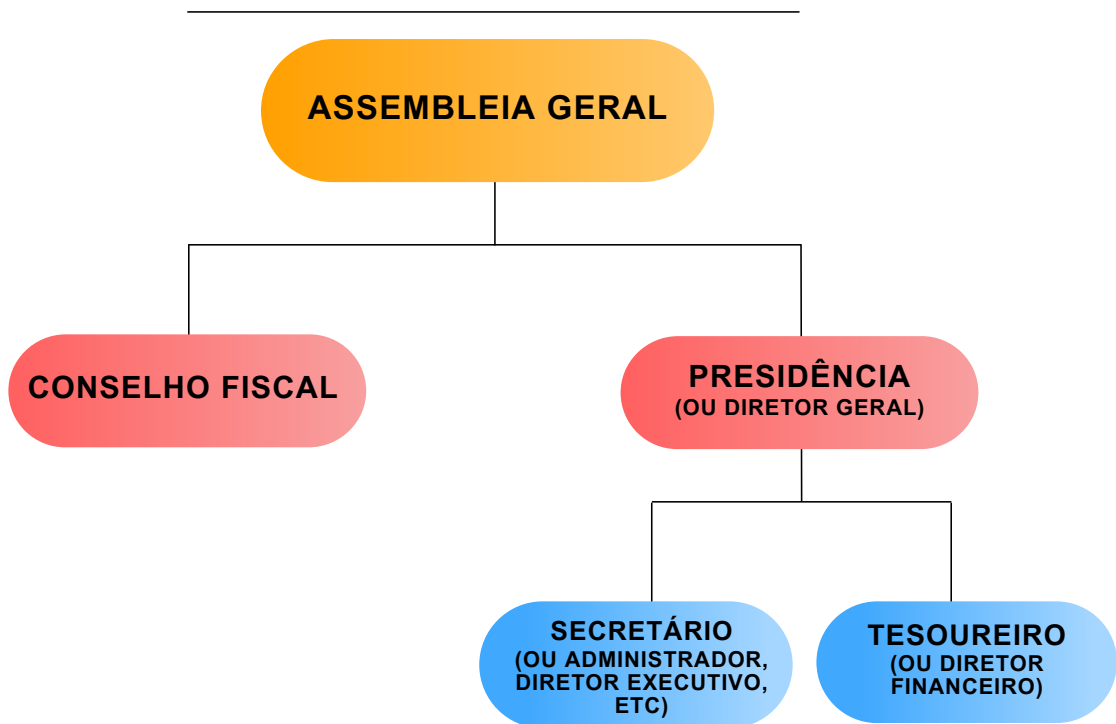 ASSEMBLEIA GERAL
CONSELHO FISCAL
PRESIDÊNCIA
(OU DIRETOR GERAL)
SECRETÁRIO
(OU ADMINISTRADOR,
DIRETOR EXECUTIVO,
ETC)
TESOUREIRO
(OU DIRETOR
FINANCEIRO)